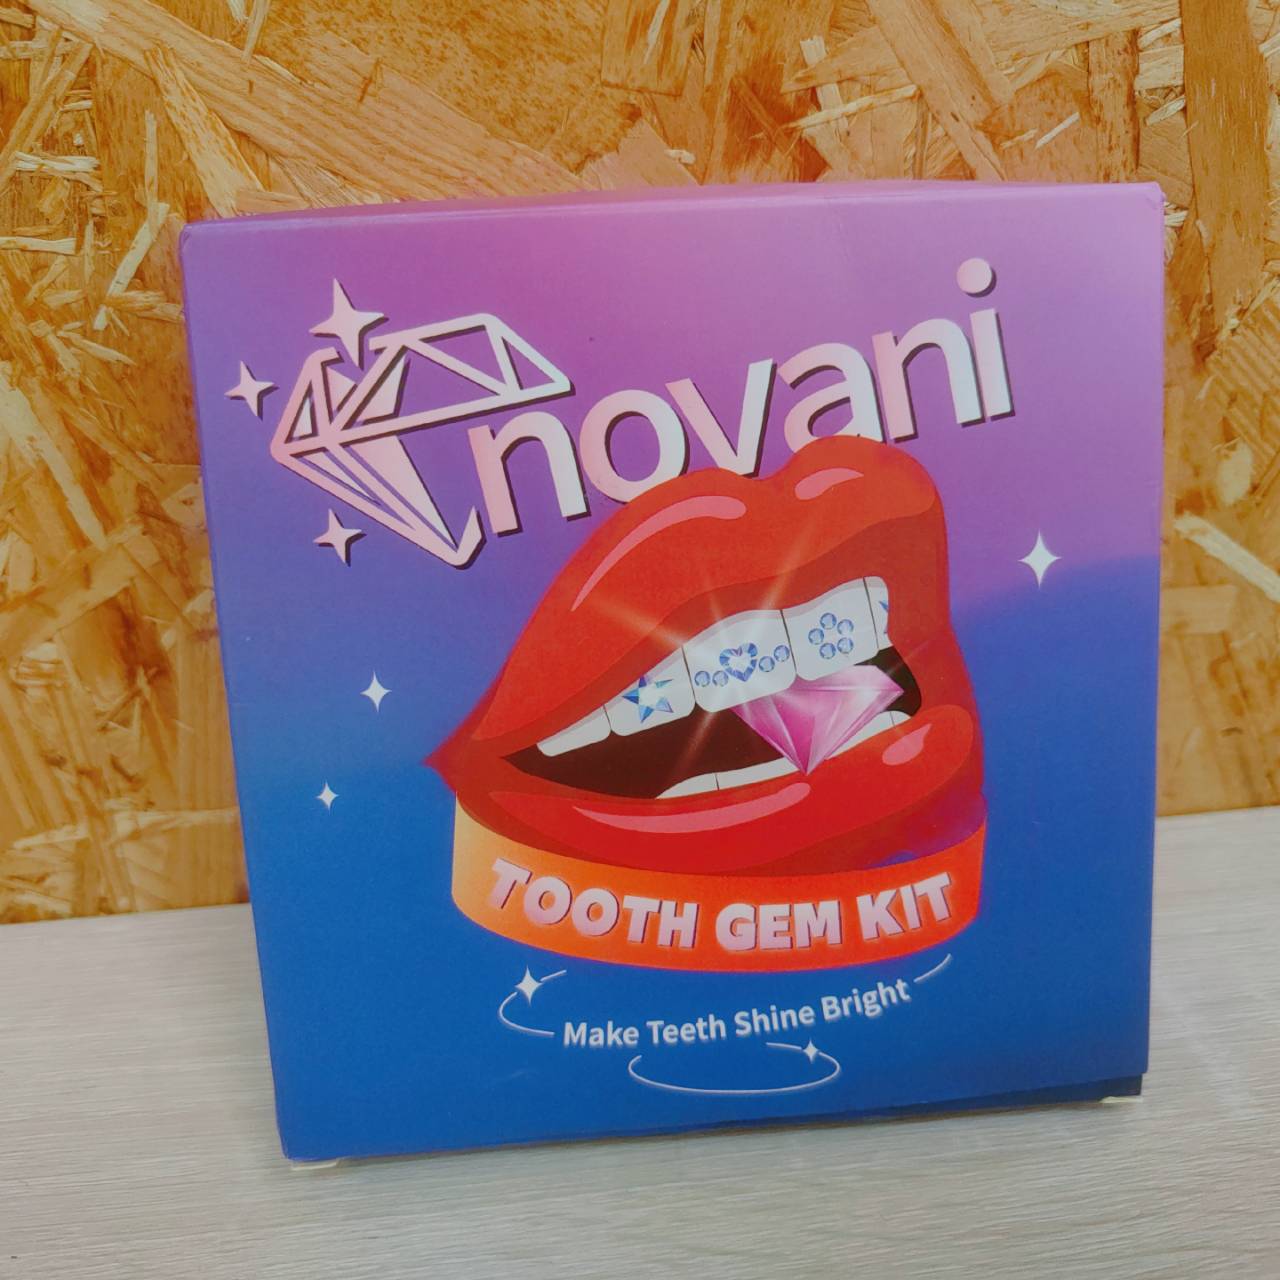 novani
TOOTH GEM KIT
Make Teeth Shine Bright